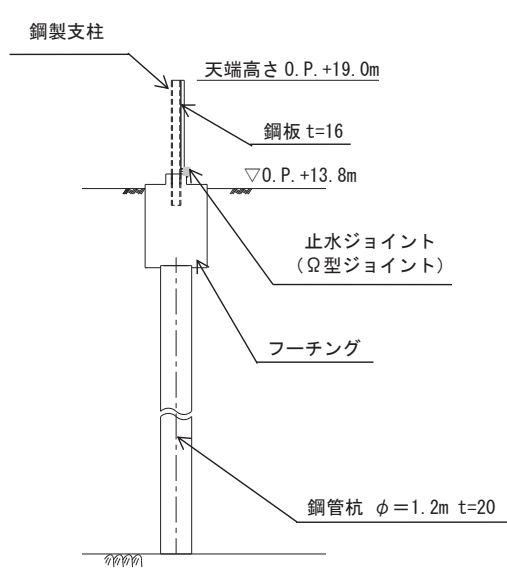 鋼製支柱
天端高さ O.P.+19.0m
鋼板 t=16
▽O.P.+13.8m
止水ジョイント
（Ω型ジョイント）
フーチング
鋼管杭 φ＝1.2m t=20